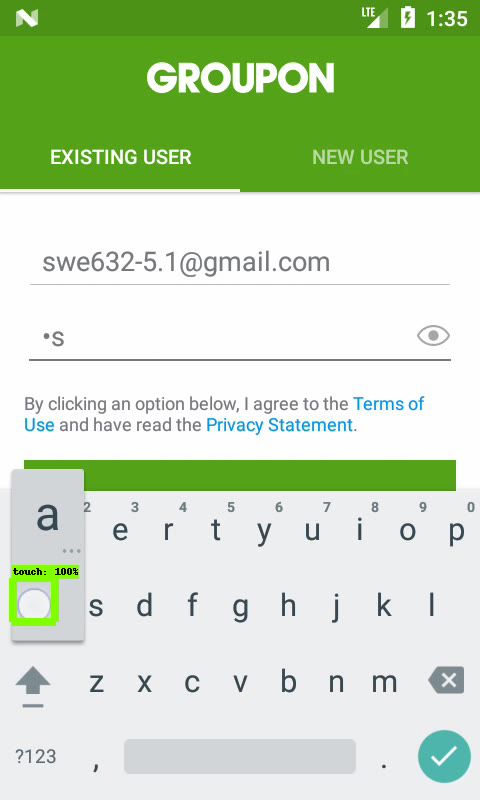 LTE 1:35
GROUPON
EXISTING USER NEW USER
swe632-5.1@gmail.com
•s
By clicking an option below, I agree to the Terms of
Use and have read the Privacy Statement.
a ...
2 3 4 5 6 7 8 9 0
e r t y u i o p
touch: 100%
s d f g h j k l
z x c v b n m
?123 , .